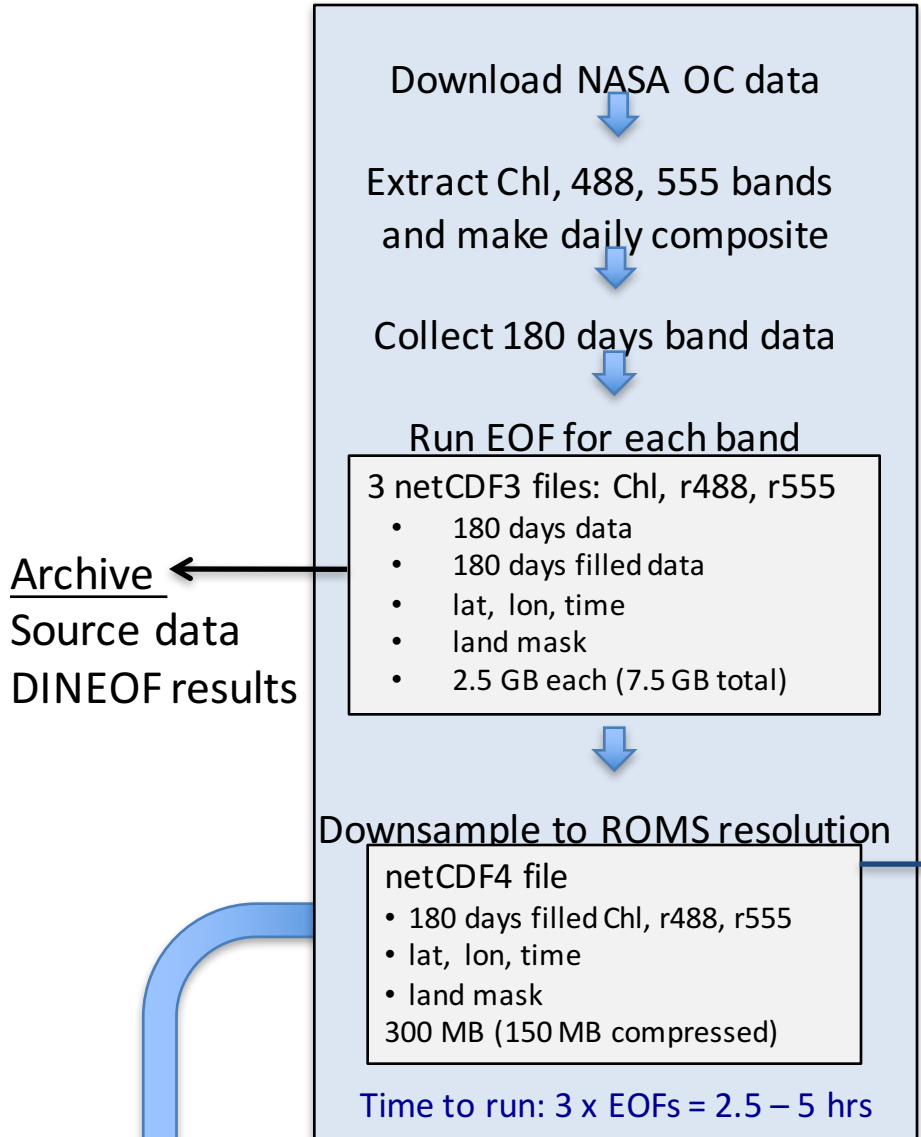 Download NASA OC data
Extract Chl, 488, 555 bands
and make daily composite
Collect 180 days band data
Run EOF for each band
3 netCDF3 files: Chl, r488, r555
• 180 days data
• 180 days filled data
• lat, lon, time
• land mask
• 2.5 GB each (7.5 GB total)
Archive
Source data
DINEOF results
Downsample to ROMS resolution
netCDF4 file
• 180 days filled Chl, r488, r555
• lat, lon, time
• land mask
300 MB (150 MB compressed)
Time to run: 3 x EOFs = 2.5 – 5 hrs